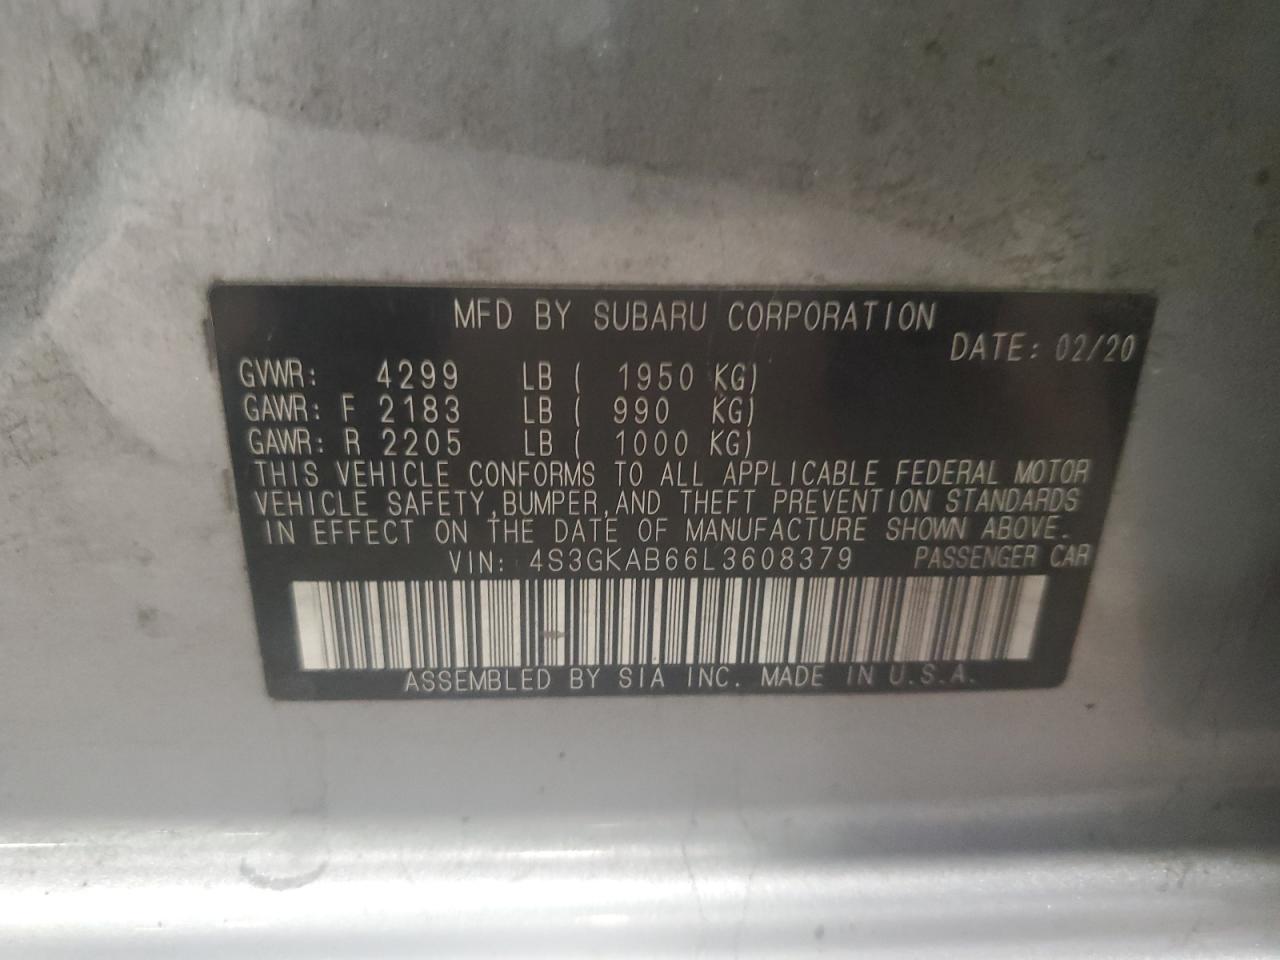 MFD BY SUBARU CORPORATION
DATE: 02/20
GVWR: 4299 LB ( 1950 KG)
GAWR: F 2183 LB ( 990 KG)
GAWR: R 2205 LB ( 1000 KG)
THIS VEHICLE CONFORMS TO ALL APPLICABLE FEDERAL MOTOR
VEHICLE SAFETY,BUMPER,AND THEFT PREVENTION STANDARDS
IN EFFECT ON THE DATE OF MANUFACTURE SHOWN ABOVE.
VIN: 4S3GKAB66L3608379 PASSENGER CAR
ASSEMBLED BY SIA INC. MADE IN U.S.A.